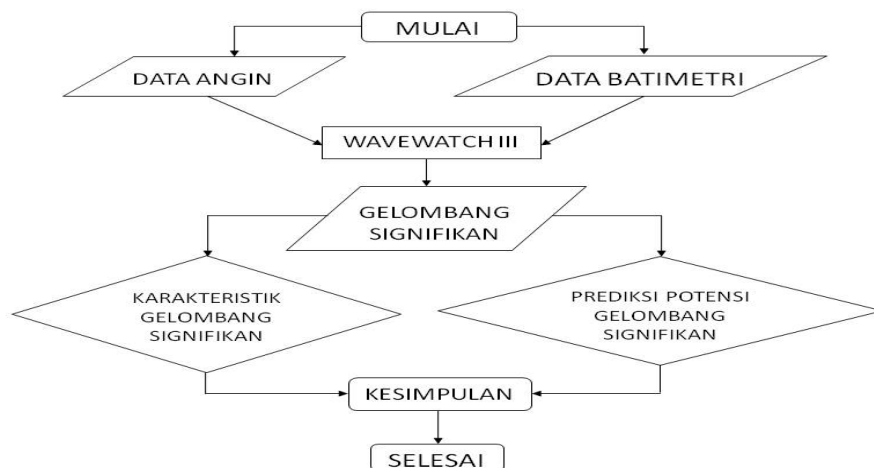 MULAI
DATA ANGIN
DATA BATIMETRI
WAVEWATCH III
GELOMBANG
SIGNIFIKAN
KARAKTERISTIK
GELOMBANG
SIGNIFIKAN
PREDIKSI POTENSI
GELOMBANG
SIGNIFIKAN
KESIMPULAN
SELESAI